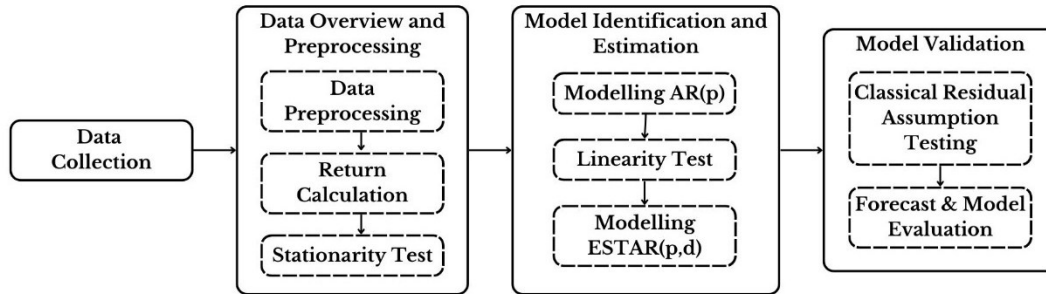 Data
Collection
Data Overview and
Preprocessing
Data
Preprocessing
Return
Calculation
Stationarity Test
Model Identification and
Estimation
Modelling AR(p)
Linearity Test
Modelling
ESTAR(p,d)
Model Validation
Classical Residual
Assumption
Testing
Forecast & Model
Evaluation